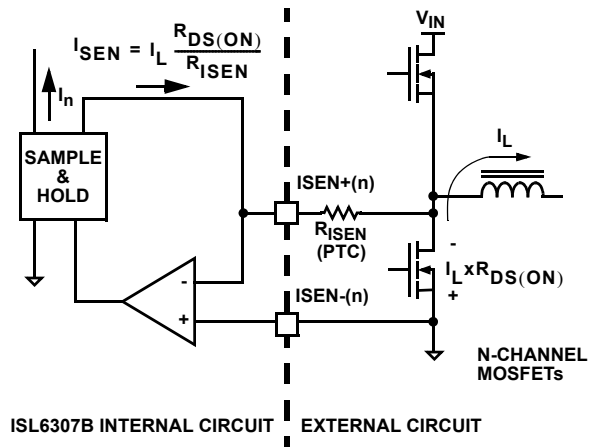 V_IN
I_SEN = I_L R_DS(ON) / R_ISEN
I_n
I_L
SAMPLE
&
HOLD
ISEN+(n)
R_ISEN
(PTC)
-
I_L x R_DS(ON)
+
-
+
ISEN-(n)
N-CHANNEL
MOSFETs
ISL6307B INTERNAL CIRCUIT
EXTERNAL CIRCUIT